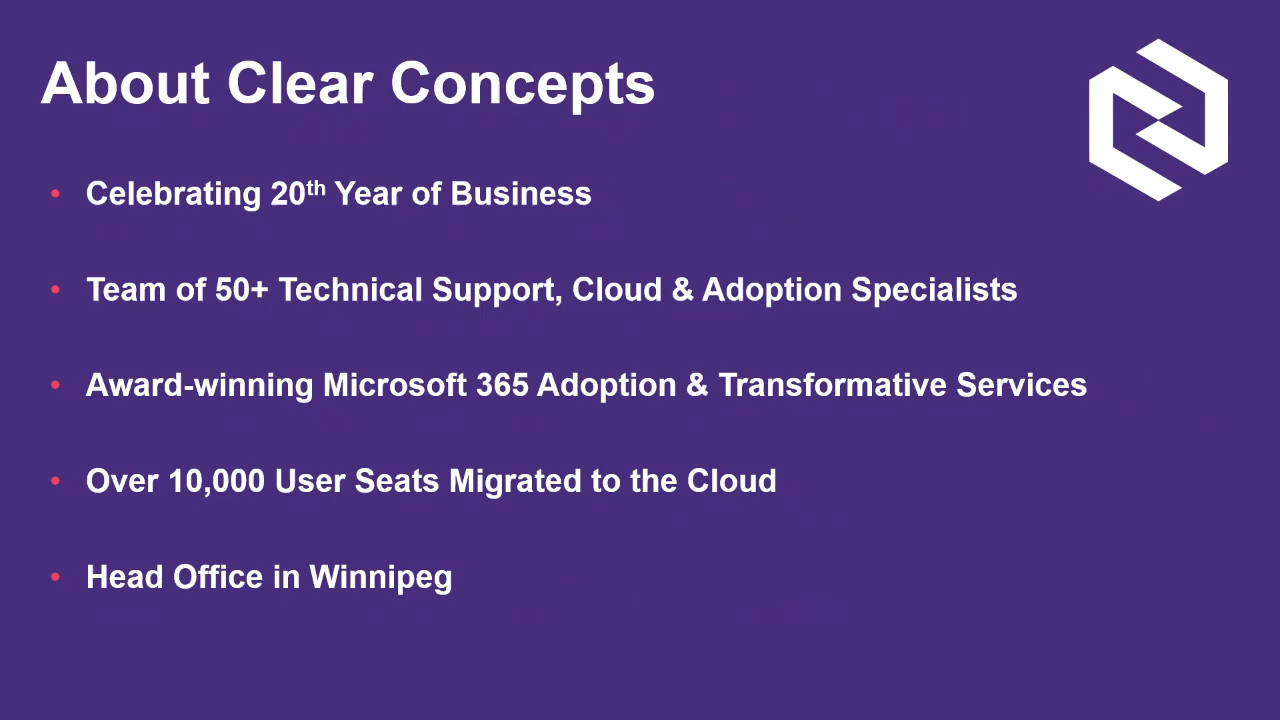 About Clear Concepts
• Celebrating 20th Year of Business
• Team of 50+ Technical Support, Cloud & Adoption Specialists
• Award-winning Microsoft 365 Adoption & Transformative Services
• Over 10,000 User Seats Migrated to the Cloud
• Head Office in Winnipeg